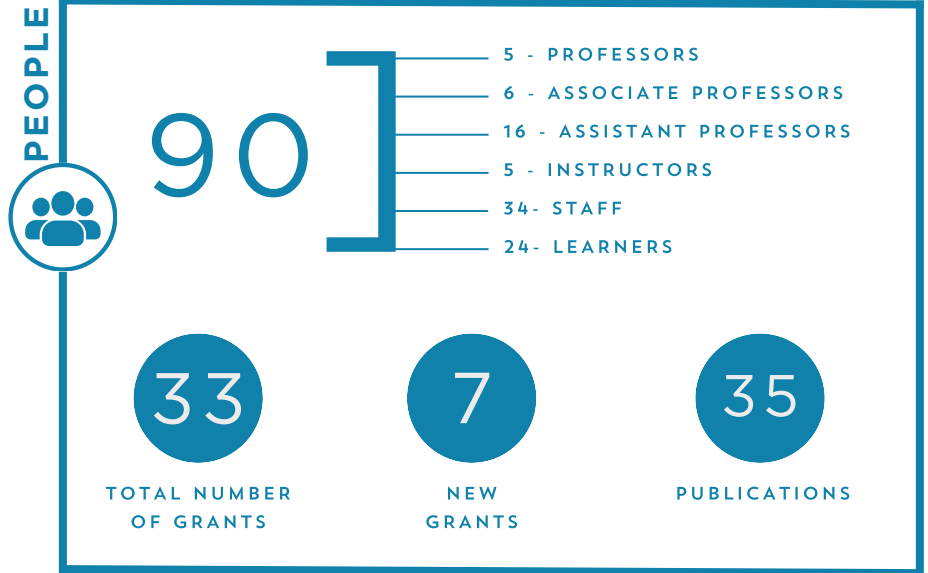 PEOPLE
90
5 - PROFESSORS
6 - ASSOCIATE PROFESSORS
16 - ASSISTANT PROFESSORS
5 - INSTRUCTORS
34- STAFF
24- LEARNERS
33
TOTAL NUMBER
OF GRANTS
7
NEW
GRANTS
35
PUBLICATIONS